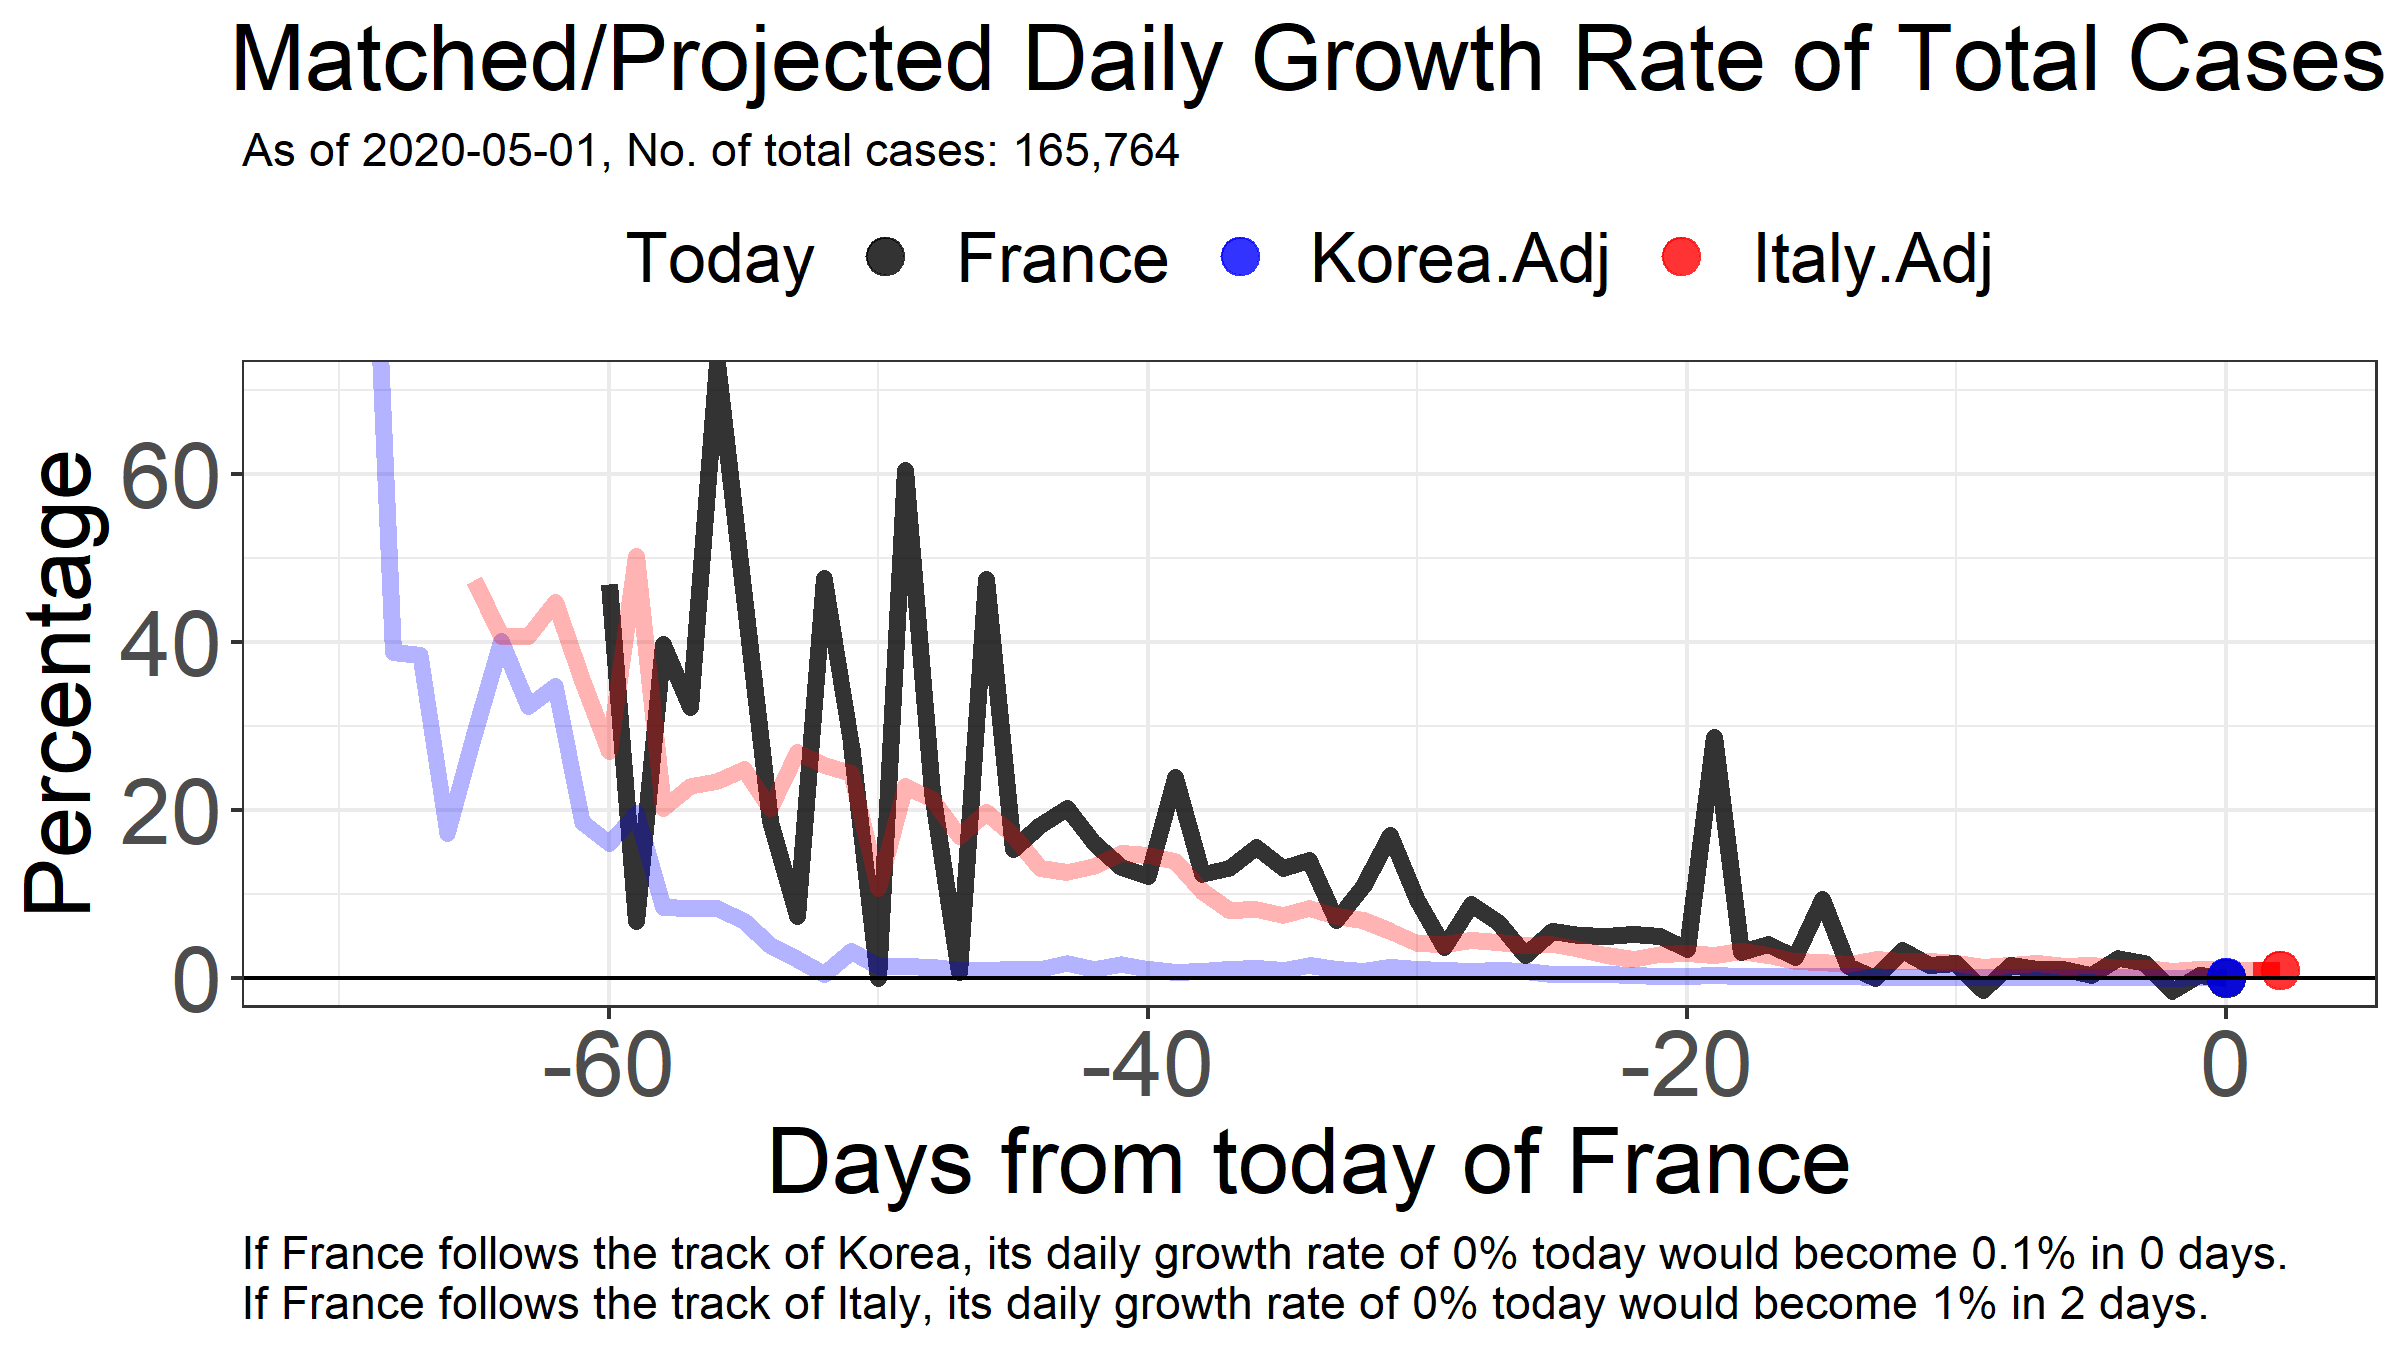 Matched/Projected Daily Growth Rate of Total Cases
As of 2020-05-01, No. of total cases: 165,764
Today France Korea.Adj Italy.Adj
Percentage
60
40
20
0
-60 -40 -20 0
Days from today of France
If France follows the track of Korea, its daily growth rate of 0% today would become 0.1% in 0 days.
If France follows the track of Italy, its daily growth rate of 0% today would become 1% in 2 days.